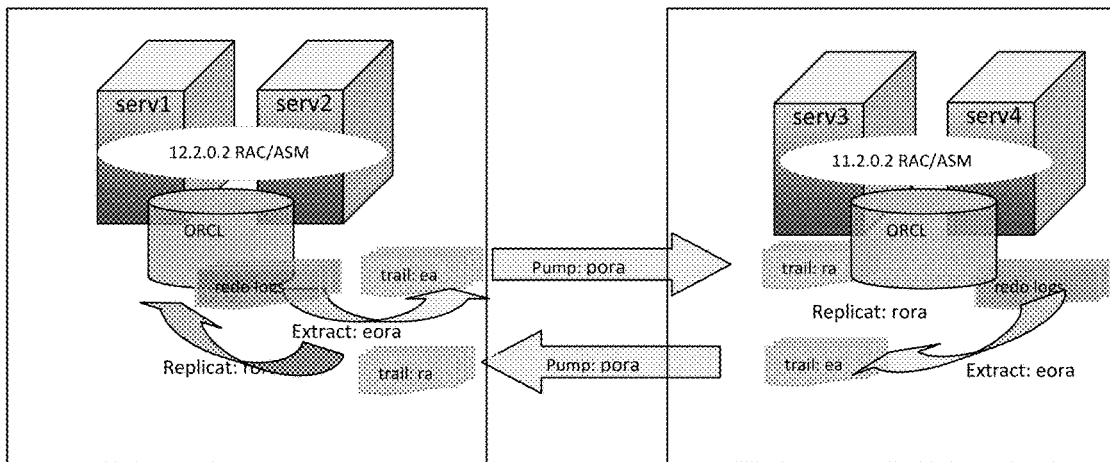 serv1
serv2
12.2.0.2 RAC/ASM
ORCL
redo logs
trail: ea
Extract: eora
Replicat:
trail: ra
Pump: pora
Pump: pora
serv3
serv4
11.2.0.2 RAC/ASM
ORCL
trail: ra
redo logs
Replicat: rora
trail: ea
Extract: eora